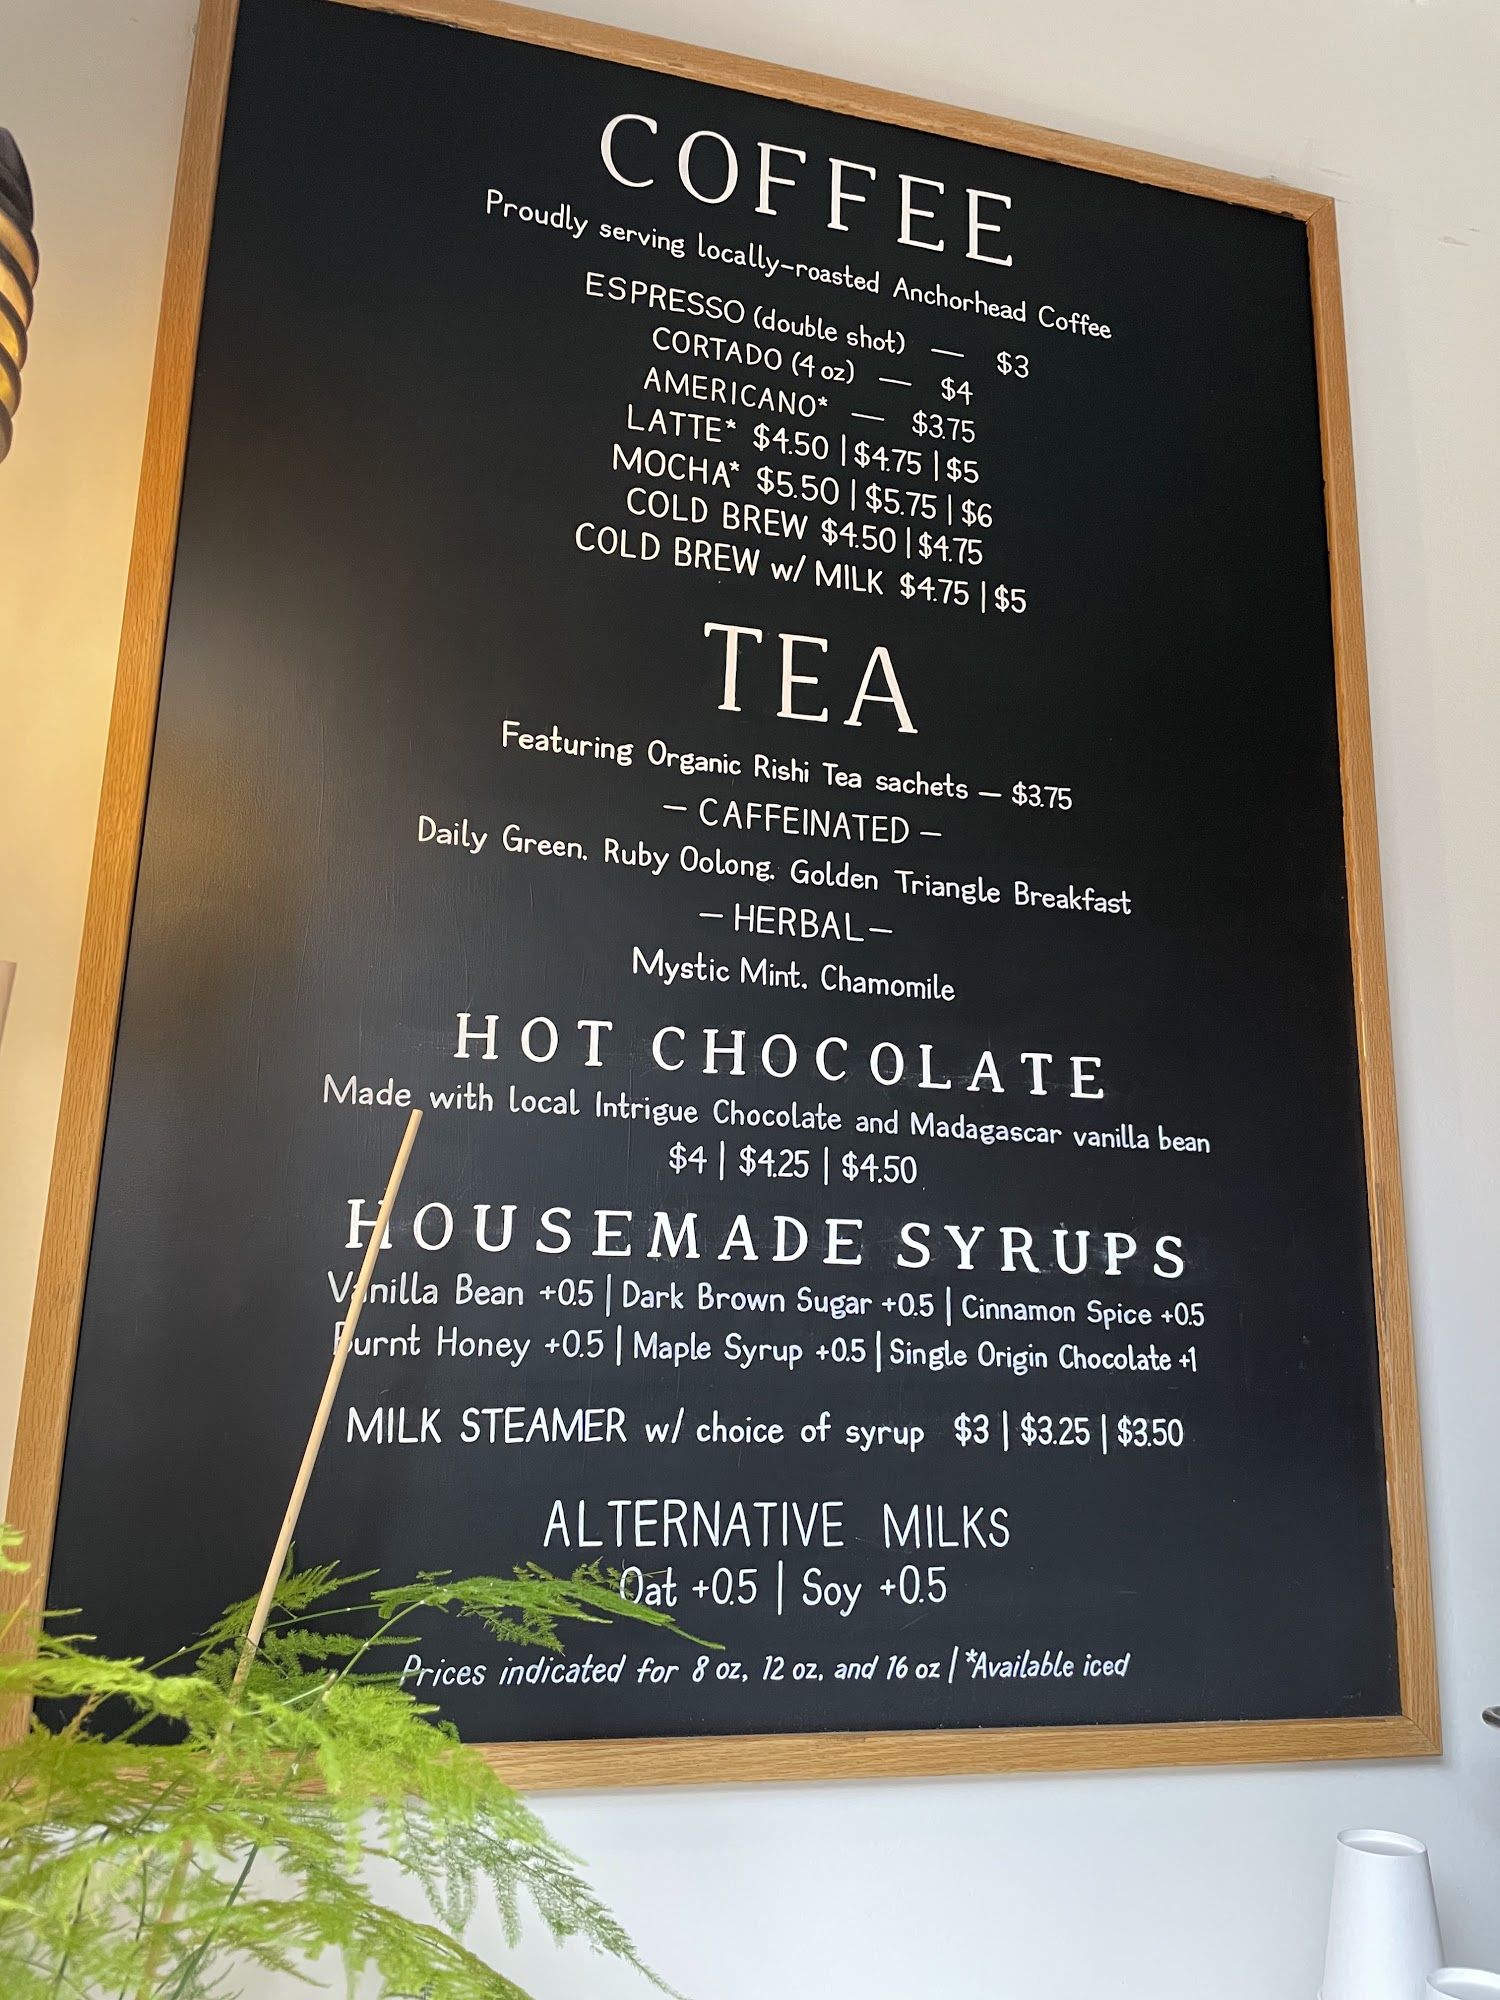 COFFEE
Proudly serving locally-roasted Anchorhead Coffee
ESPRESSO (double shot) — $3
CORTADO (4 oz) — $4
AMERICANO* — $3.75
LATTE* $4.50 | $4.75 | $5
MOCHA* $5.50 | $5.75 | $6
COLD BREW $4.50 | $4.75
COLD BREW w/ MILK $4.75 | $5
TEA
Featuring Organic Rishi Tea sachets — $3.75
— CAFFEINATED —
Daily Green, Ruby Oolong, Golden Triangle Breakfast
— HERBAL —
Mystic Mint, Chamomile
HOT CHOCOLATE
Made with local Intrigue Chocolate and Madagascar vanilla bean
$4 | $4.25 | $4.50
HOUSEMADE SYRUPS
Vanilla Bean +0.5 | Dark Brown Sugar +0.5 | Cinnamon Spice +0.5
Burnt Honey +0.5 | Maple Syrup +0.5 | Single Origin Chocolate +1
MILK STEAMER w/ choice of syrup $3 | $3.25 | $3.50
ALTERNATIVE MILKS
Oat +0.5 | Soy +0.5
Prices indicated for 8 oz, 12 oz, and 16 oz | *Available iced